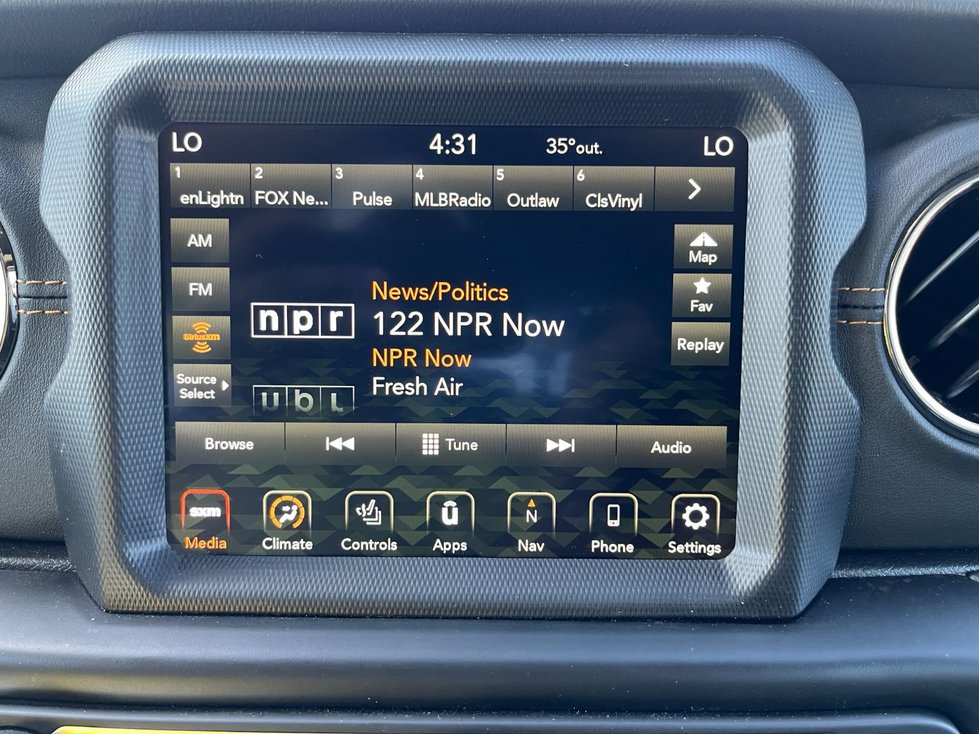 LO 4:31 35°out. LO
1 enLightn 2 FOX Ne... 3 Pulse 4 MLBRadio 5 Outlaw 6 ClsVinyl
AM
FM
SiriusXM
Source
Select
npr
News/Politics
122 NPR Now
NPR Now
Fresh Air
Map
Fav
Replay
Browse Tune Audio
sxm ū N
Media Climate Controls Apps Nav Phone Settings